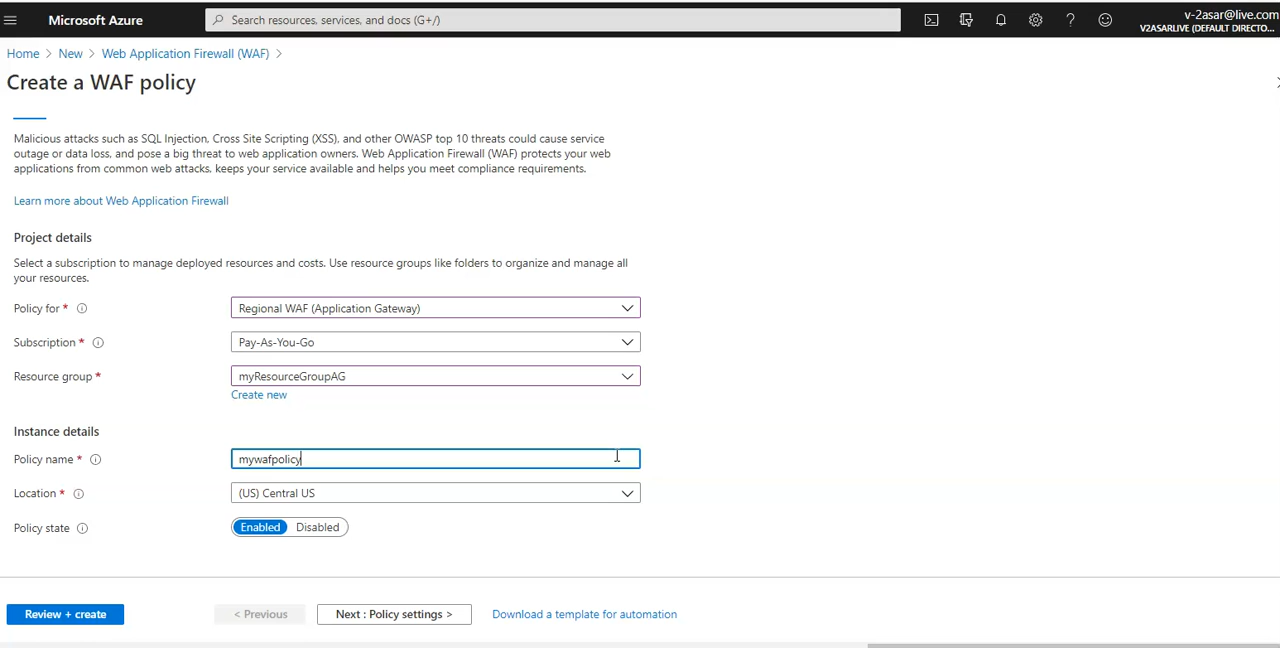 Microsoft Azure
Search resources, services, and docs (G+/)
v-2asar@live.com
V2ASARLIVE (DEFAULT DIRECTO...
Home > New > Web Application Firewall (WAF) >
Create a WAF policy
Malicious attacks such as SQL Injection, Cross Site Scripting (XSS), and other OWASP top 10 threats could cause service
outage or data loss, and pose a big threat to web application owners. Web Application Firewall (WAF) protects your web
applications from common web attacks, keeps your service available and helps you meet compliance requirements.
Learn more about Web Application Firewall
Project details
Select a subscription to manage deployed resources and costs. Use resource groups like folders to organize and manage all
your resources.
Policy for * Regional WAF (Application Gateway)
Subscription * Pay-As-You-Go
Resource group * myResourceGroupAG
Create new
Instance details
Policy name * mywafpolicy
Location * (US) Central US
Policy state Enabled Disabled
Review + create < Previous Next : Policy settings > Download a template for automation